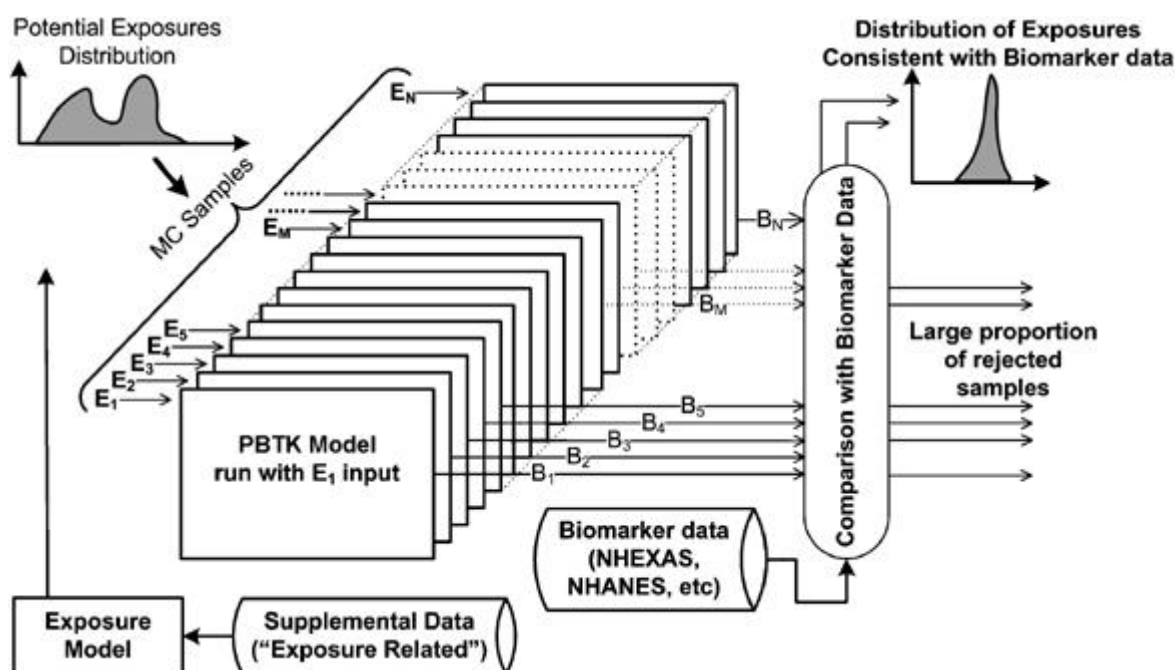 Potential Exposures
Distribution
Distribution of Exposures
Consistent with Biomarker data
MC Samples
E_N
E_M
E_5
E_4
E_3
E_2
E_1
PBTK Model
run with E_1 input
B_N
B_M
B_5
B_4
B_3
B_2
B_1
Comparison with Biomarker Data
Large proportion
of rejected
samples
Biomarker data
(NHEXAS,
NHANES, etc)
Exposure
Model
Supplemental Data
(“Exposure Related”)